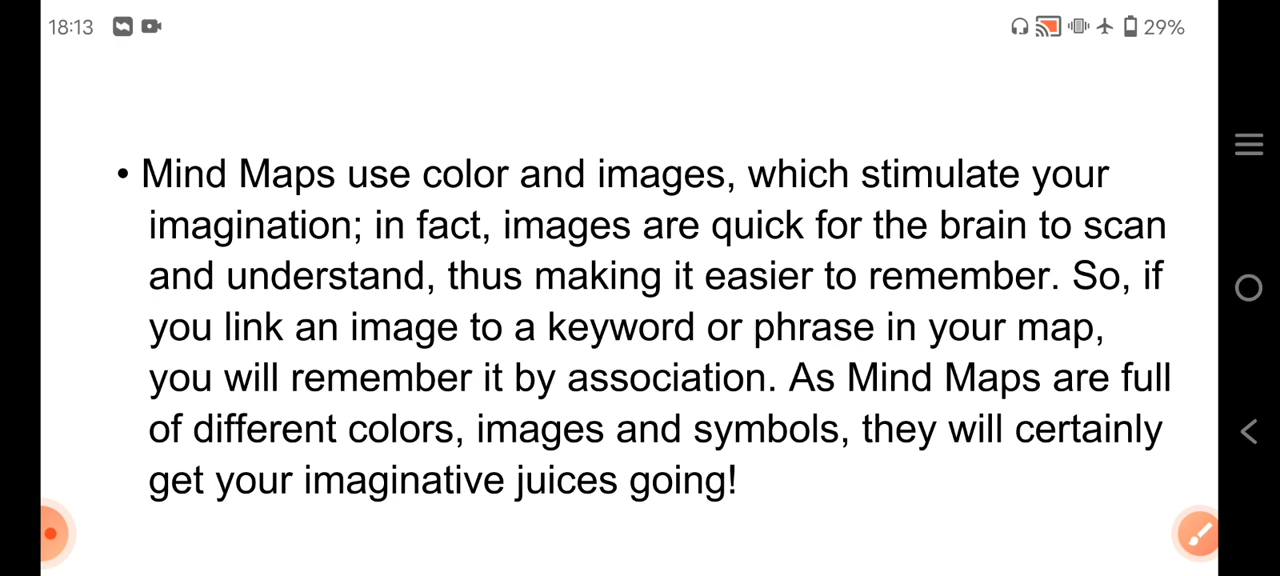 18:13
29%
• Mind Maps use color and images, which stimulate your
imagination; in fact, images are quick for the brain to scan
and understand, thus making it easier to remember. So, if
you link an image to a keyword or phrase in your map,
you will remember it by association. As Mind Maps are full
of different colors, images and symbols, they will certainly
get your imaginative juices going!